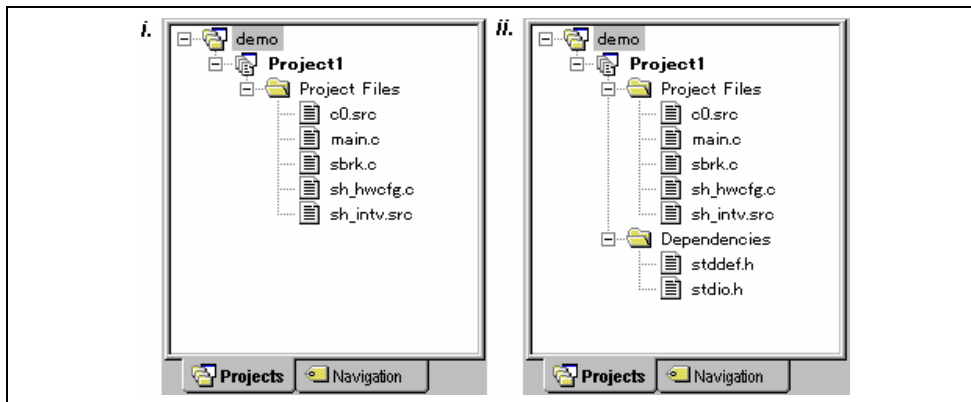 i.
demo
Project1
Project Files
c0.src
main.c
sbrk.c
sh_hwcfg.c
sh_intv.src
Projects
Navigation
ii.
demo
Project1
Project Files
c0.src
main.c
sbrk.c
sh_hwcfg.c
sh_intv.src
Dependencies
stddef.h
stdio.h
Projects
Navigation